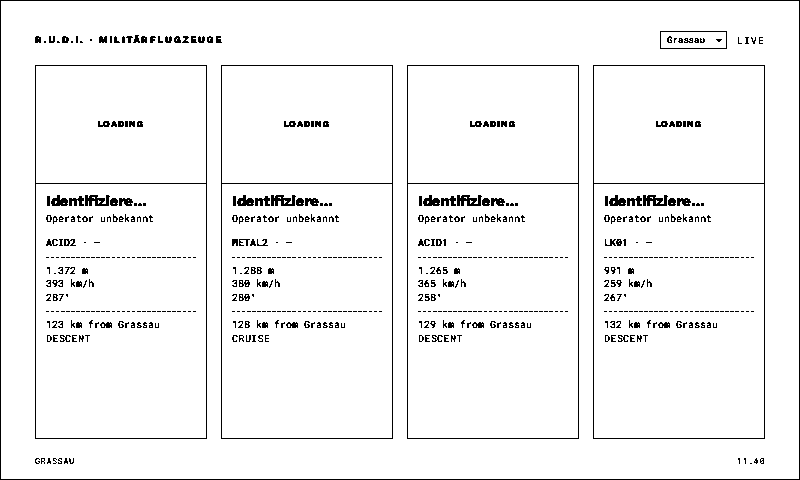 R.U.D.I. · MILITÄRFLUGZEUGE
Grassau
LIVE
LOADING
Identifiziere...
Operator unbekannt
ACID2 · —
1.372 m
393 km/h
287°
123 km from Grassau
DESCENT
LOADING
Identifiziere...
Operator unbekannt
METAL2 · —
1.288 m
380 km/h
280°
128 km from Grassau
CRUISE
LOADING
Identifiziere...
Operator unbekannt
ACID1 · —
1.265 m
365 km/h
258°
129 km from Grassau
DESCENT
LOADING
Identifiziere...
Operator unbekannt
LK01 · —
991 m
259 km/h
267°
132 km from Grassau
DESCENT
GRASSAU
11.40